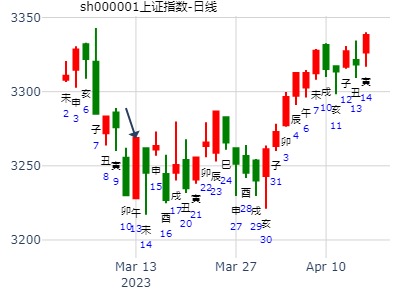 sh000001上证指数-日线
3350
3300
3250
3200
未
2
申
3
亥
6
子
7
丑
8
寅
9
卯
10
午
13
未
14
申
15
酉
16
戌
17
丑
20
寅
21
卯
22
辰
23
巳
24
申
27
酉
28
戌
29
亥
30
子
31
卯
3
辰
4
午
6
未
7
戌
10
亥
11
子
12
丑
13
寅
14
Mar 13
2023
Mar 27
Apr 10